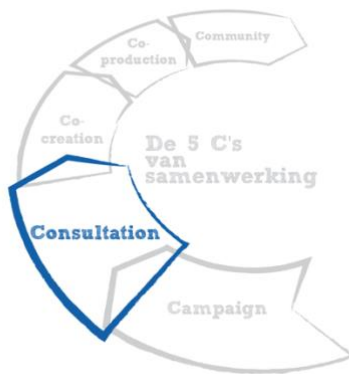 Community
Co-
production
Co-
creation
De 5 C's
van
samenwerking
Consultation
Campaign